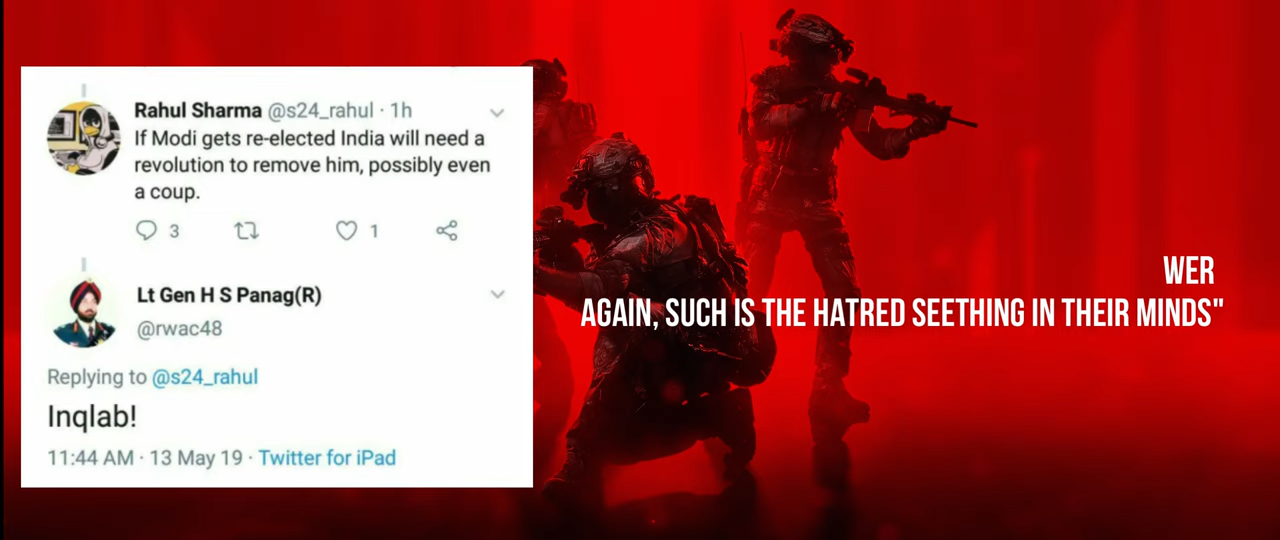 Rahul Sharma @s24_rahul · 1h
If Modi gets re-elected India will need a
revolution to remove him, possibly even
a coup.
3 1
Lt Gen H S Panag(R)
@rwac48
Replying to @s24_rahul
Inqlab!
11:44 AM · 13 May 19 · Twitter for iPad
WER
AGAIN, SUCH IS THE HATRED SEETHING IN THEIR MINDS"